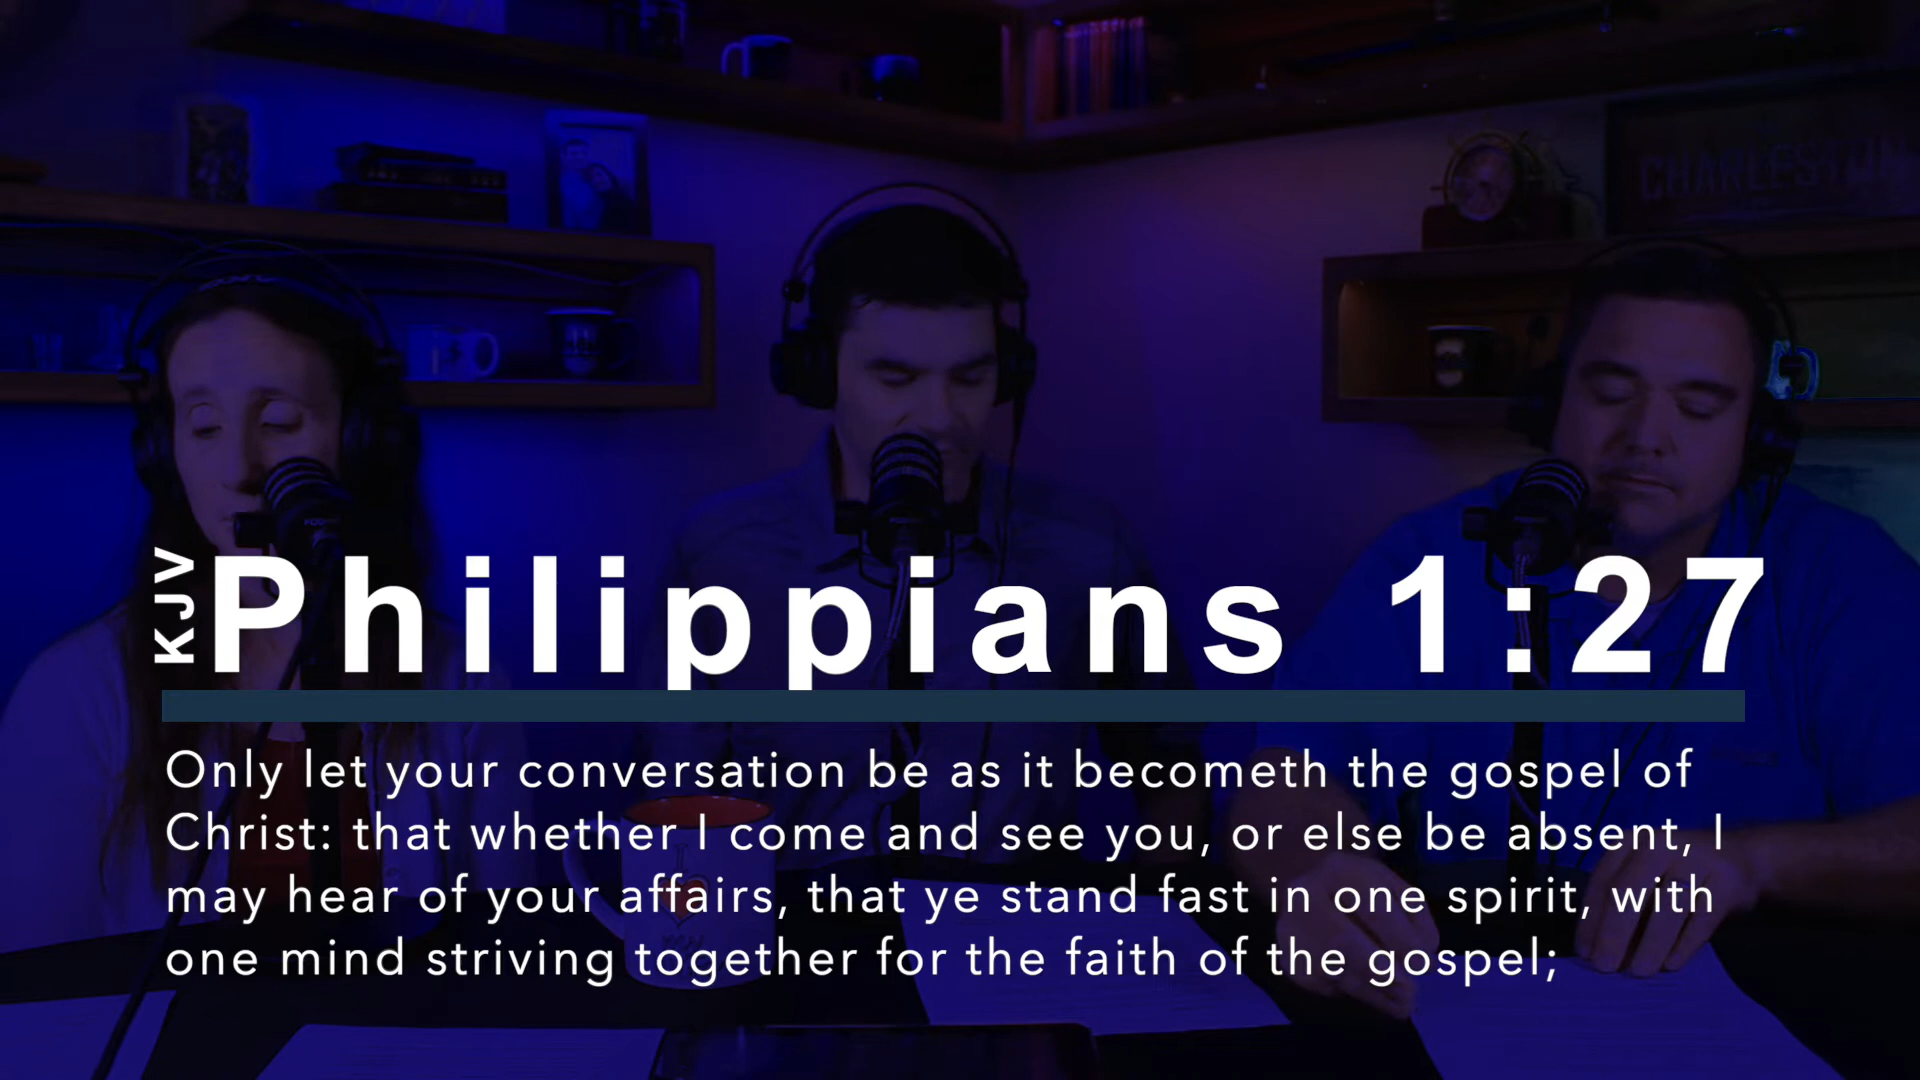 CHARLESTON
KJV
Philippians 1:27
Only let your conversation be as it becometh the gospel of
Christ: that whether I come and see you, or else be absent, I
may hear of your affairs, that ye stand fast in one spirit, with
one mind striving together for the faith of the gospel;